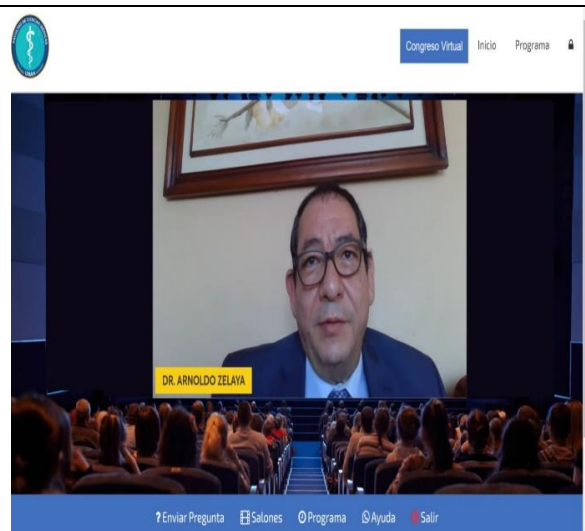 Congreso Virtual Inicio Programa
DR. ARNOLDO ZELAYA
? Enviar Pregunta Salones Programa Ayuda Salir